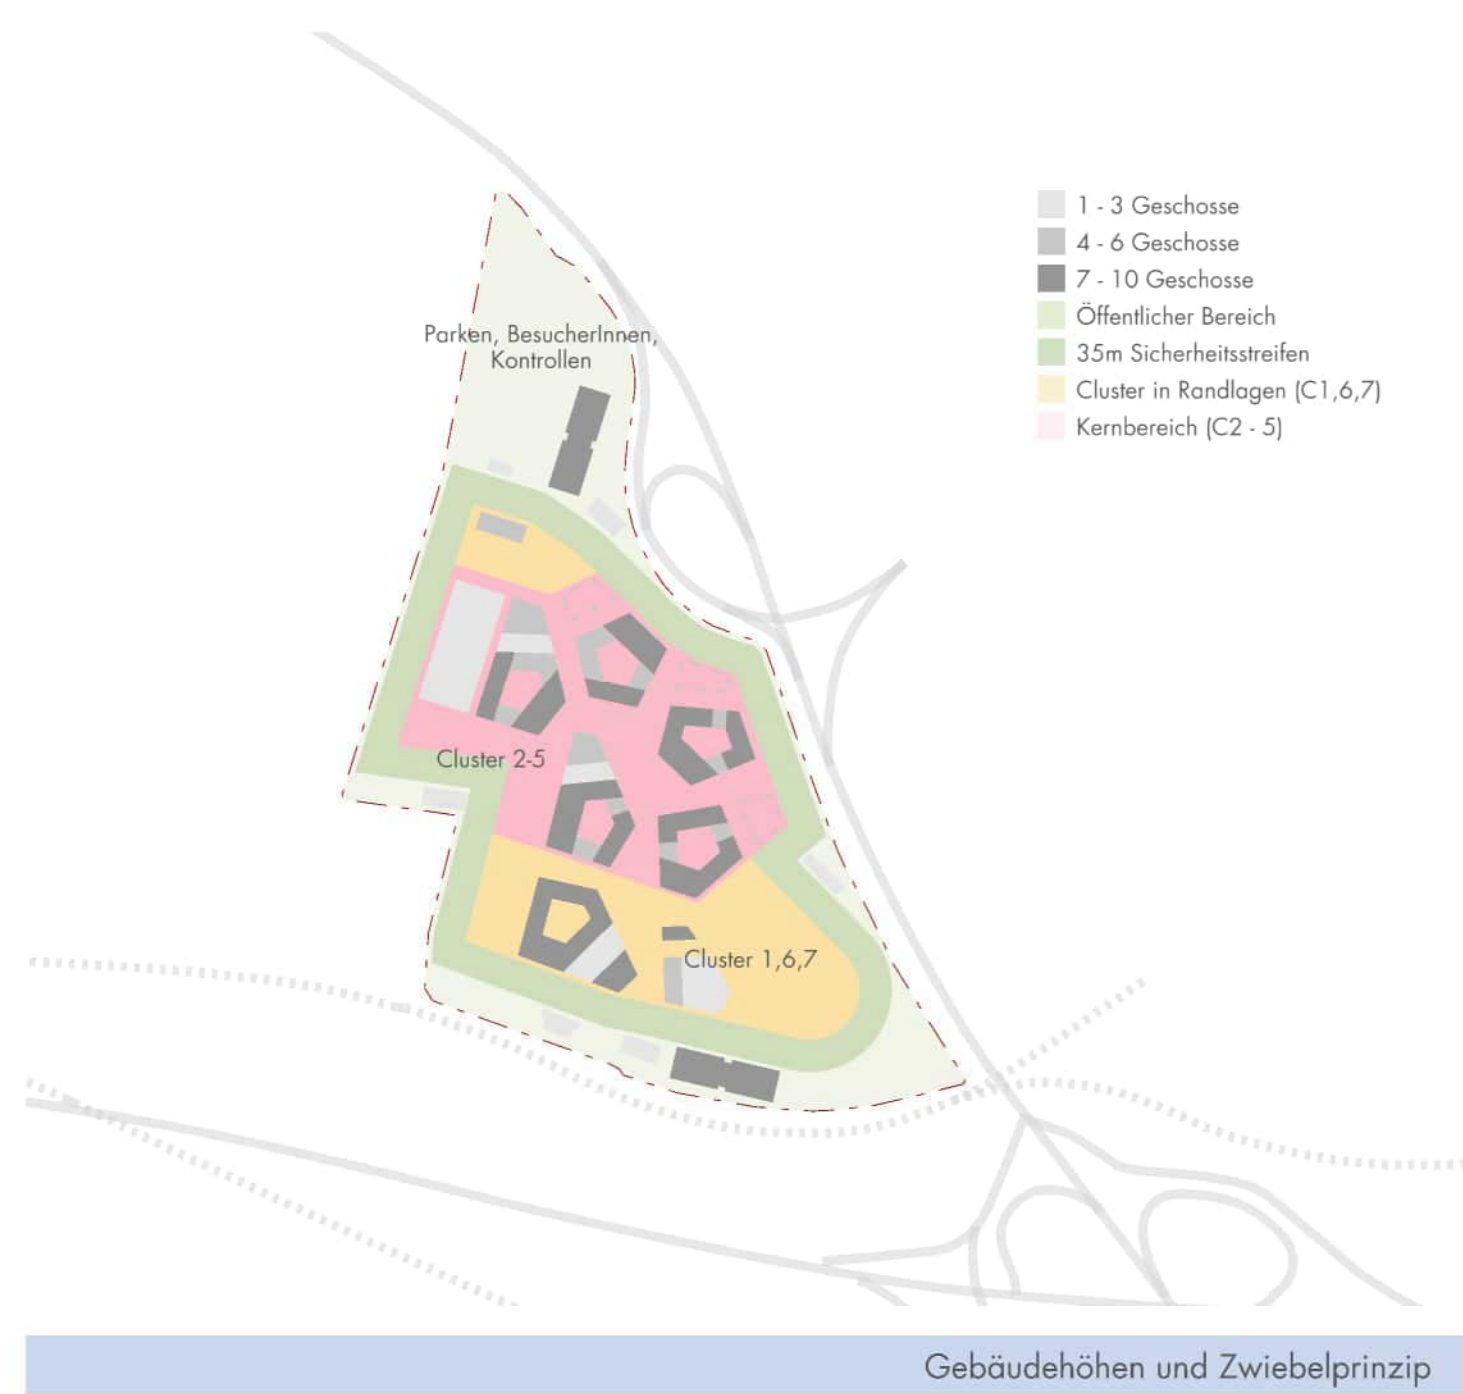 1 - 3 Geschosse
4 - 6 Geschosse
7 - 10 Geschosse
Öffentlicher Bereich
35m Sicherheitsstreifen
Cluster in Randlagen (C1,6,7)
Kernbereich (C2 - 5)
Parken, BesucherInnen,
Kontrollen
Cluster 2-5
Cluster 1,6,7
Gebäudehöhen und Zwiebelprinzip